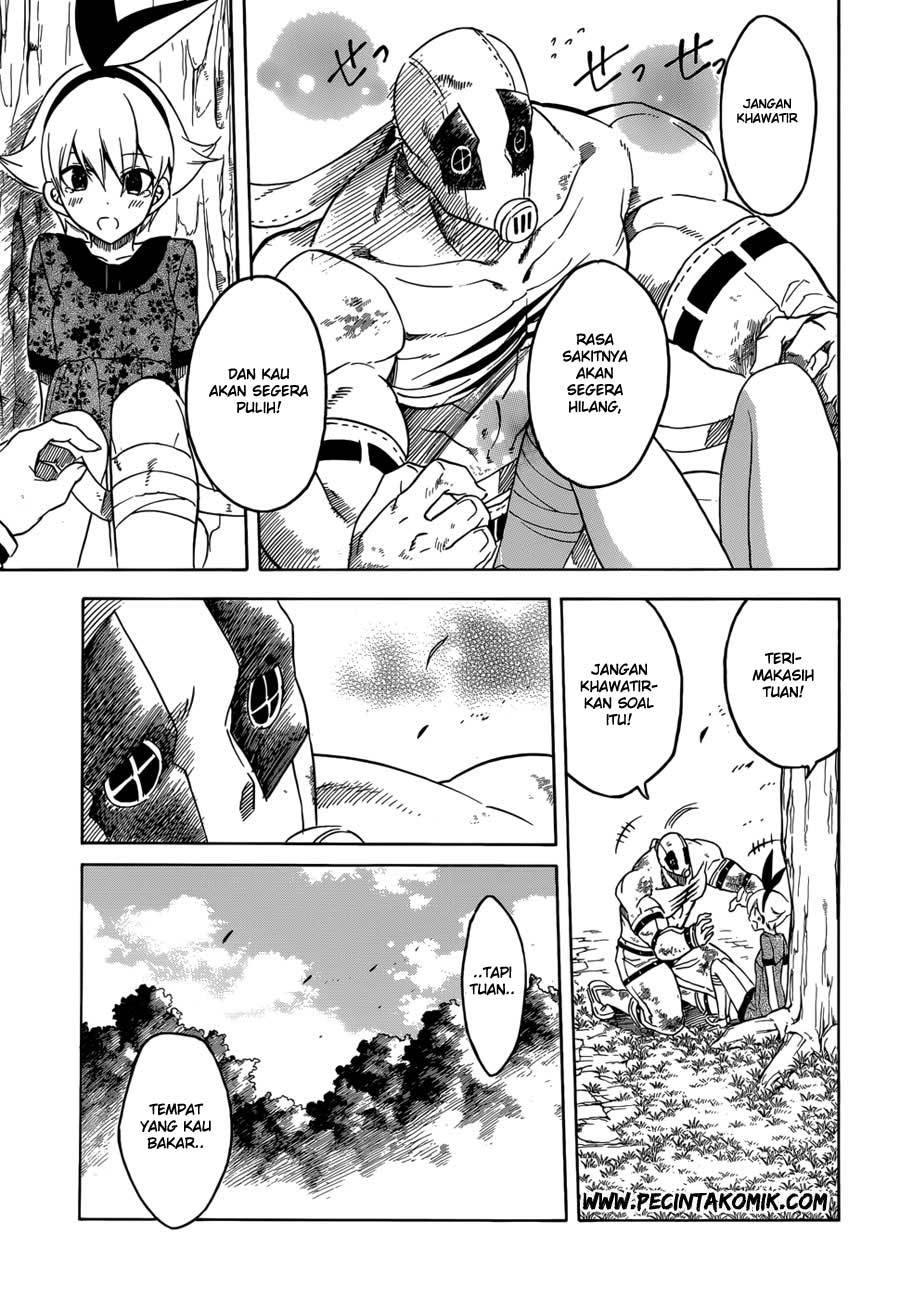 JANGAN
KHAWATIR
せっ
せっ
せっ
RASA
SAKITNYA
AKAN
SEGERA
HILANG,
DAN KAU
AKAN SEGERA
PULIH!
TERI-
MAKASIH
TUAN!
JANGAN
KHAWATIR-
KAN SOAL
ITU!
..TAPI
TUAN..
TEMPAT
YANG KAU
BAKAR..
WWW.PECINTAKOMIK.COM